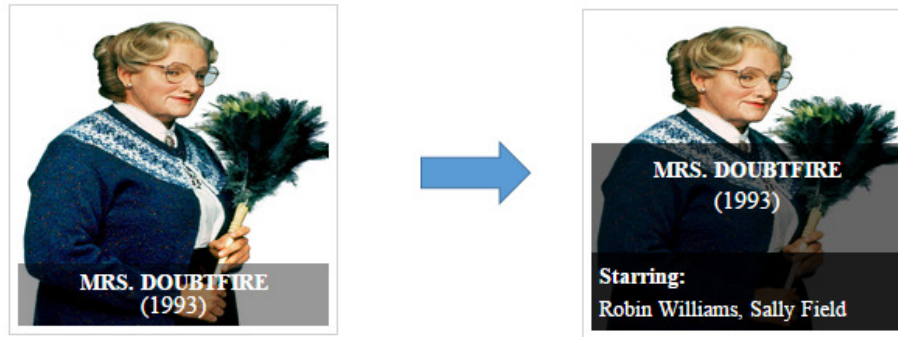 MRS. DOUBTFIRE
(1993)
MRS. DOUBTFIRE
(1993)
Starring:
Robin Williams, Sally Field